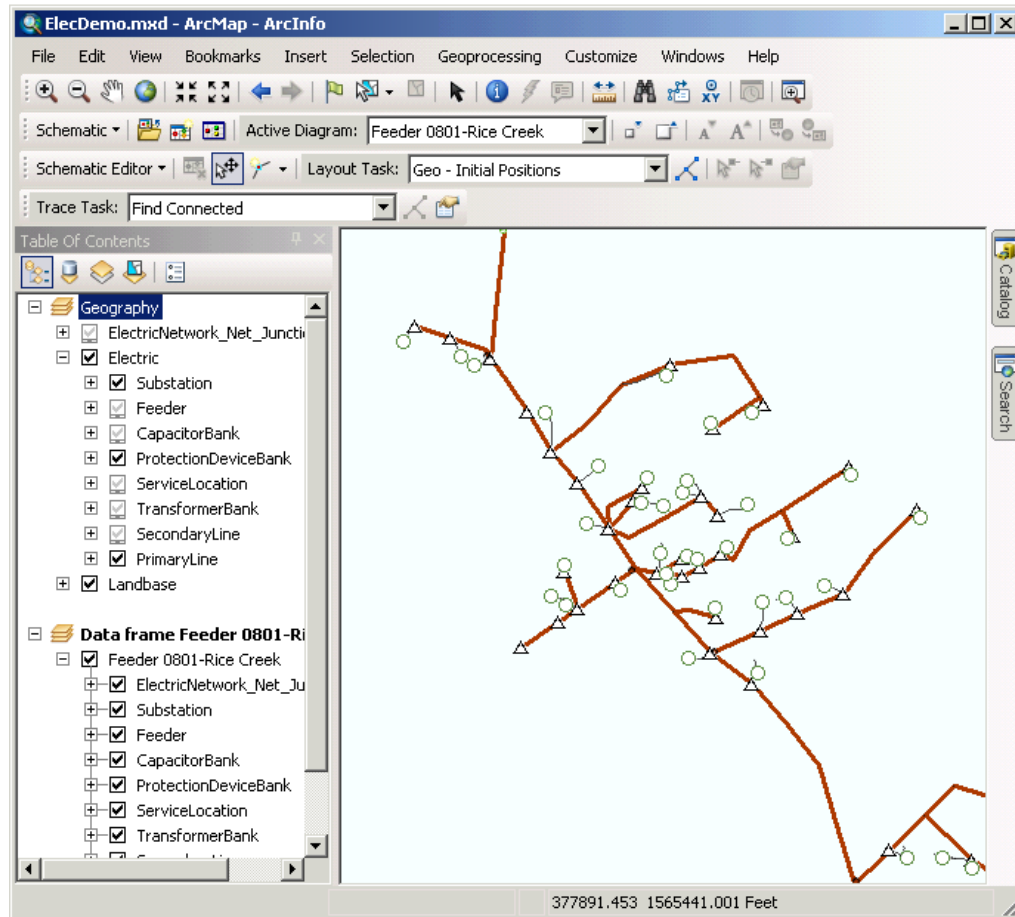 ElecDemo.mxd - ArcMap - ArcInfo
File Edit View Bookmarks Insert Selection Geoprocessing Customize Windows Help
Schematic Active Diagram: Feeder 0801-Rice Creek
Schematic Editor Layout Task: Geo - Initial Positions
Trace Task: Find Connected
Table Of Contents
Geography
ElectricNetwork_Net_Juncti
Electric
Substation
Feeder
CapacitorBank
ProtectionDeviceBank
ServiceLocation
TransformerBank
SecondaryLine
PrimaryLine
Landbase
Data frame Feeder 0801-Ri
Feeder 0801-Rice Creek
ElectricNetwork_Net_Ju
Substation
Feeder
CapacitorBank
ProtectionDeviceBank
ServiceLocation
TransformerBank
Catalog
Search
377891.453 1565441.001 Feet